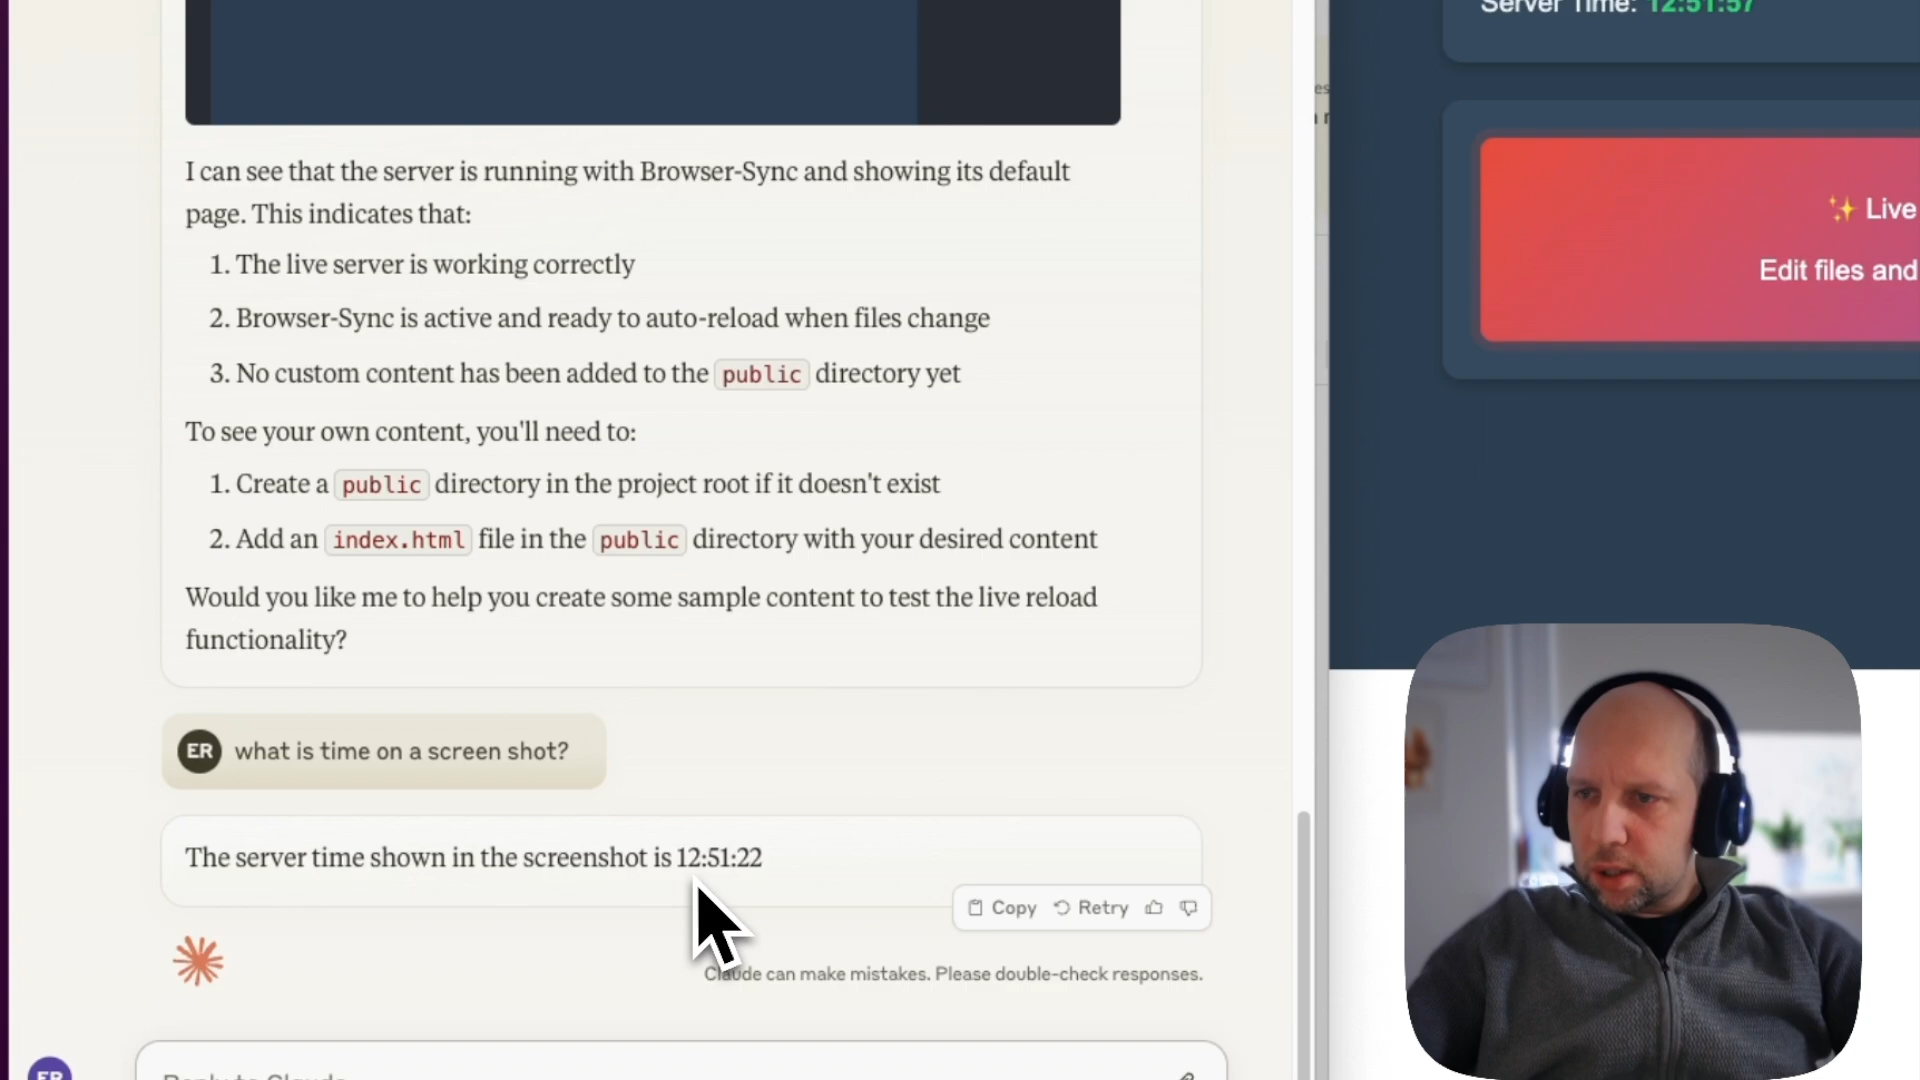 I can see that the server is running with Browser-Sync and showing its default
page. This indicates that:
1. The live server is working correctly
2. Browser-Sync is active and ready to auto-reload when files change
3. No custom content has been added to the public directory yet
To see your own content, you'll need to:
1. Create a public directory in the project root if it doesn't exist
2. Add an index.html file in the public directory with your desired content
Would you like me to help you create some sample content to test the live reload
functionality?
ER what is time on a screen shot?
The server time shown in the screenshot is 12:51:22
Copy Retry
Claude can make mistakes. Please double-check responses.
ER
Reply to Claude
Server Time: 12:51:57
✨ Live
Edit files and